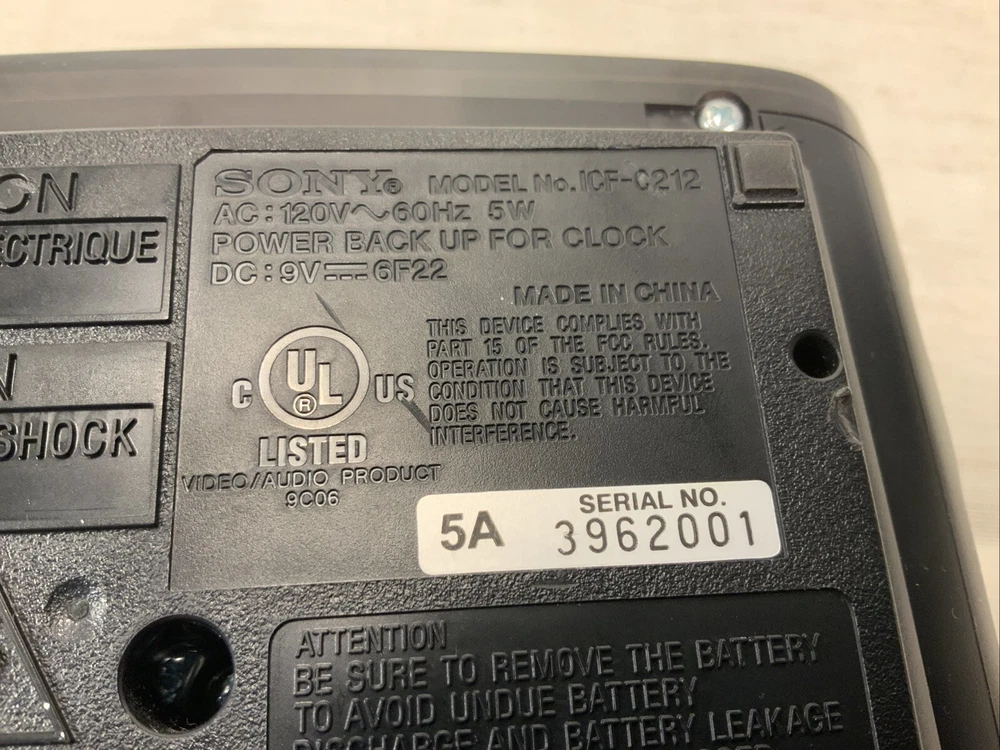 SONY® MODEL No. ICF-C212
AC : 120V ~ 60Hz 5W
POWER BACK UP FOR CLOCK
DC : 9V ⎓ 6F22
MADE IN CHINA
THIS DEVICE COMPLIES WITH
PART 15 OF THE FCC RULES.
OPERATION IS SUBJECT TO THE
CONDITION THAT THIS DEVICE
DOES NOT CAUSE HARMFUL
INTERFERENCE.
C UL® US
LISTED
VIDEO/AUDIO PRODUCT
9C06
SERIAL NO.
5A 3962001
ECTRIQUE
SHOCK
ATTENTION
BE SURE TO REMOVE THE BATTERY
TO AVOID UNDUE BATTERY
DISCHARGE AND BATTERY LEAKAGE